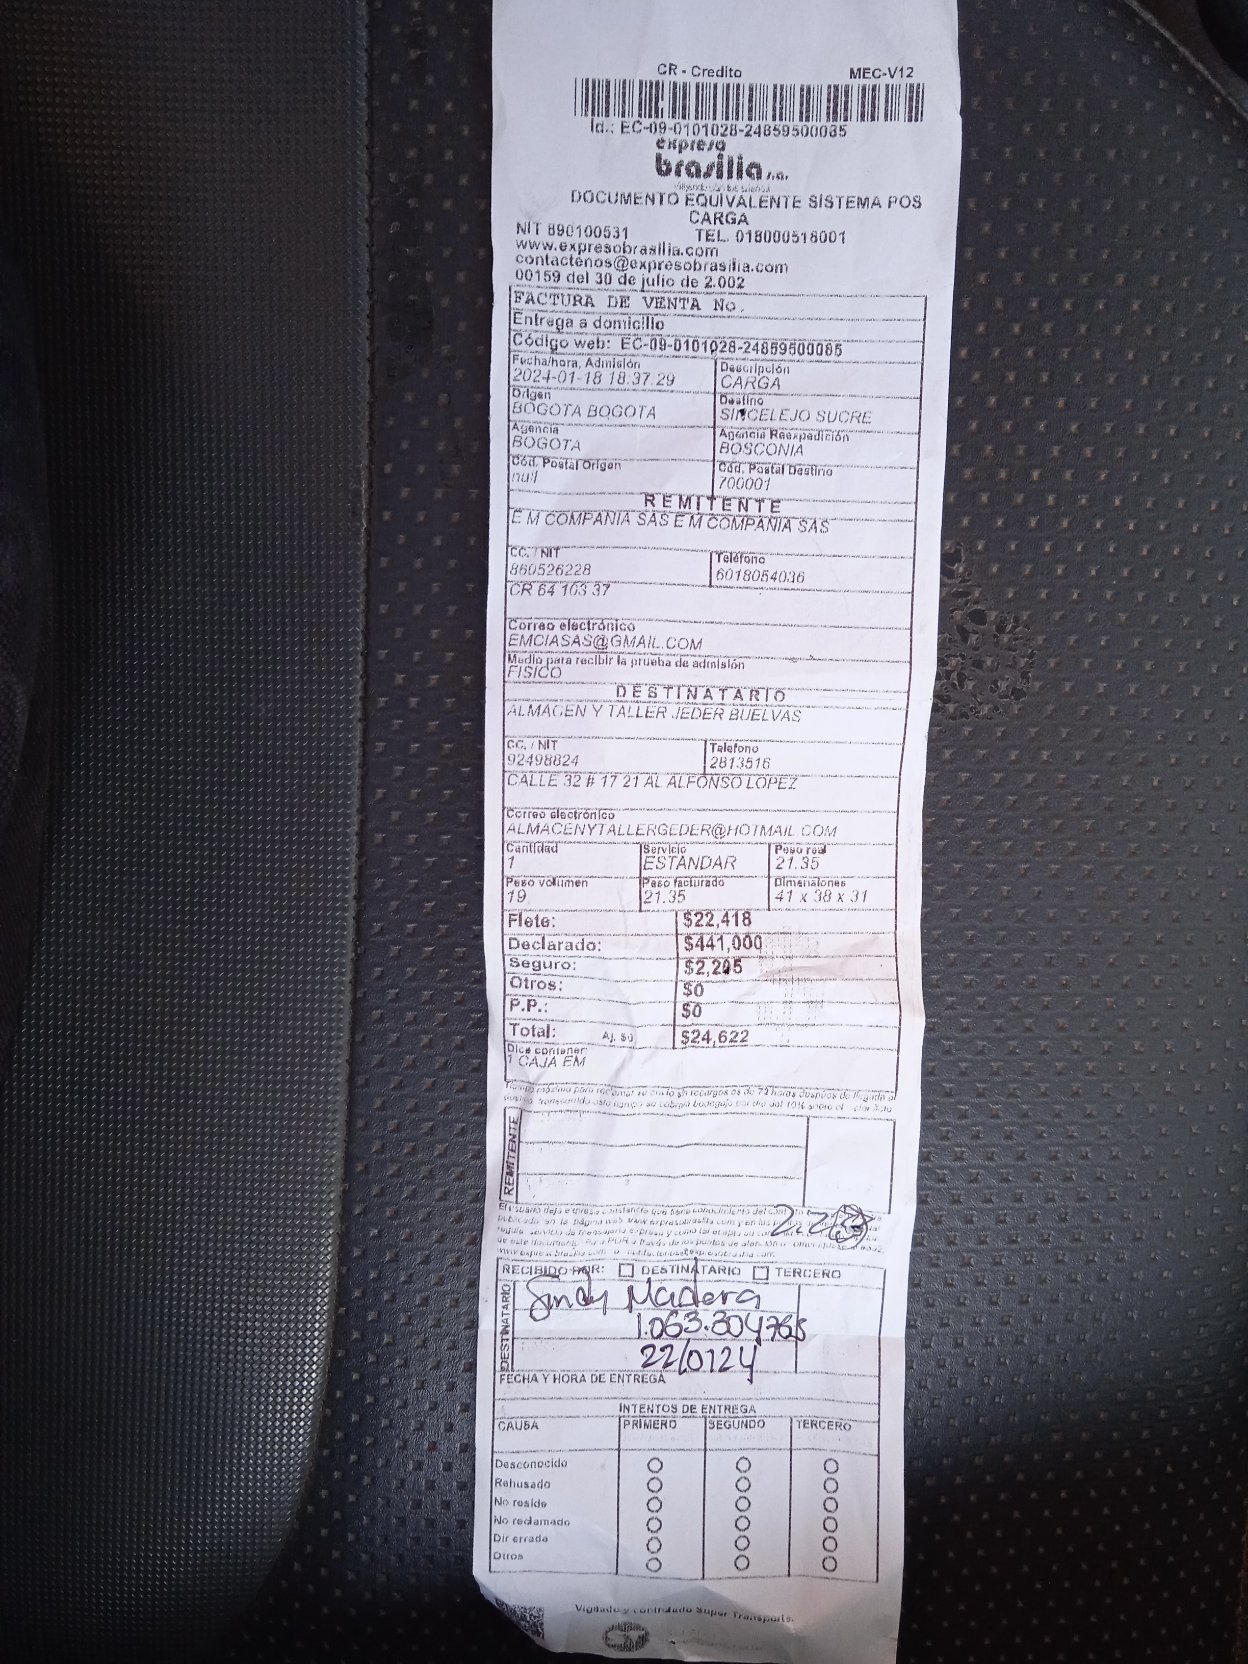 CR - Credito MEC-V12
Id.: EC-09-0101028-24859500085
expreso
brasilia s.a.
DOCUMENTO EQUIVALENTE SISTEMA POS
CARGA
NIT 890100531 TEL. 018000518001
www.expresobrasilia.com
contactenos@expresobrasilia.com
00159 del 30 de julio de 2.002
FACTURA DE VENTA No.
Entrega a domicilio
Código web: EC-09-0101028-24859500085
Fecha/hora, Admisión Descripción
2024-01-18 18.37.29 CARGA
Origen Destino
BOGOTA BOGOTA SINCELEJO SUCRE
Agencia Agencia Reexpedición
BOGOTA BOSCONIA
Cód. Postal Origen Cód. Postal Destino
null 700001
REMITENTE
E M COMPANIA SAS E M COMPANIA SAS
CC. / NIT Teléfono
860526228 6018054036
CR 64 103 37
Correo electrónico
EMCIASAS@GMAIL.COM
Medio para recibir la prueba de admisión
FISICO
DESTINATARIO
ALMACEN Y TALLER JEDER BUELVAS
CC. / NIT Telefono
92498824 2813516
CALLE 32 # 17 21 AL ALFONSO LOPEZ
Correo electrónico
ALMACENYTALLERGEDER@HOTMAIL.COM
Cantidad Servicio Peso real
1 ESTANDAR 21.35
Peso volumen Peso facturado Dimensiones
19 21.35 41 x 38 x 31
Flete: $22,418
Declarado: $441,000
Seguro: $2,205
Otros: $0
P.P.: $0
Total: Aj. $0 $24,622
Dice contener
1 CAJA EM
REMITENTE
RECIBIDO POR: DESTINATARIO TERCERO
DESTINATARIO
Sindy Madera
1.063.304768
22/0124
FECHA Y HORA DE ENTREGA
INTENTOS DE ENTREGA
CAUSA PRIMERO SEGUNDO TERCERO
Desconocido
Rehusado
No reside
No reclamado
Dir errada
Otros
Vigilado y controlado Super Transporte.